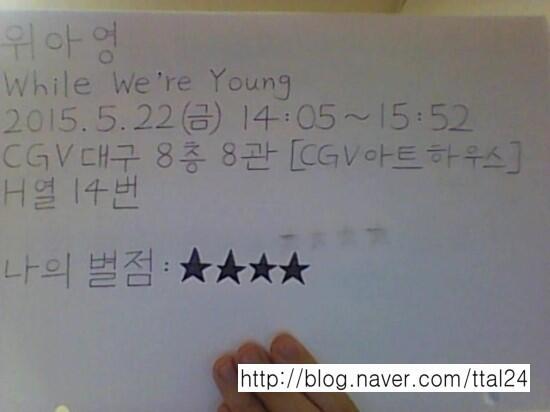 위아영
While We're Young
2015.5.22(금) 14:05~15:52
CGV대구 8층 8관 [CGV아트하우스]
H열 14번
나의 별점:★★★★
http://blog.naver.com/ttal24